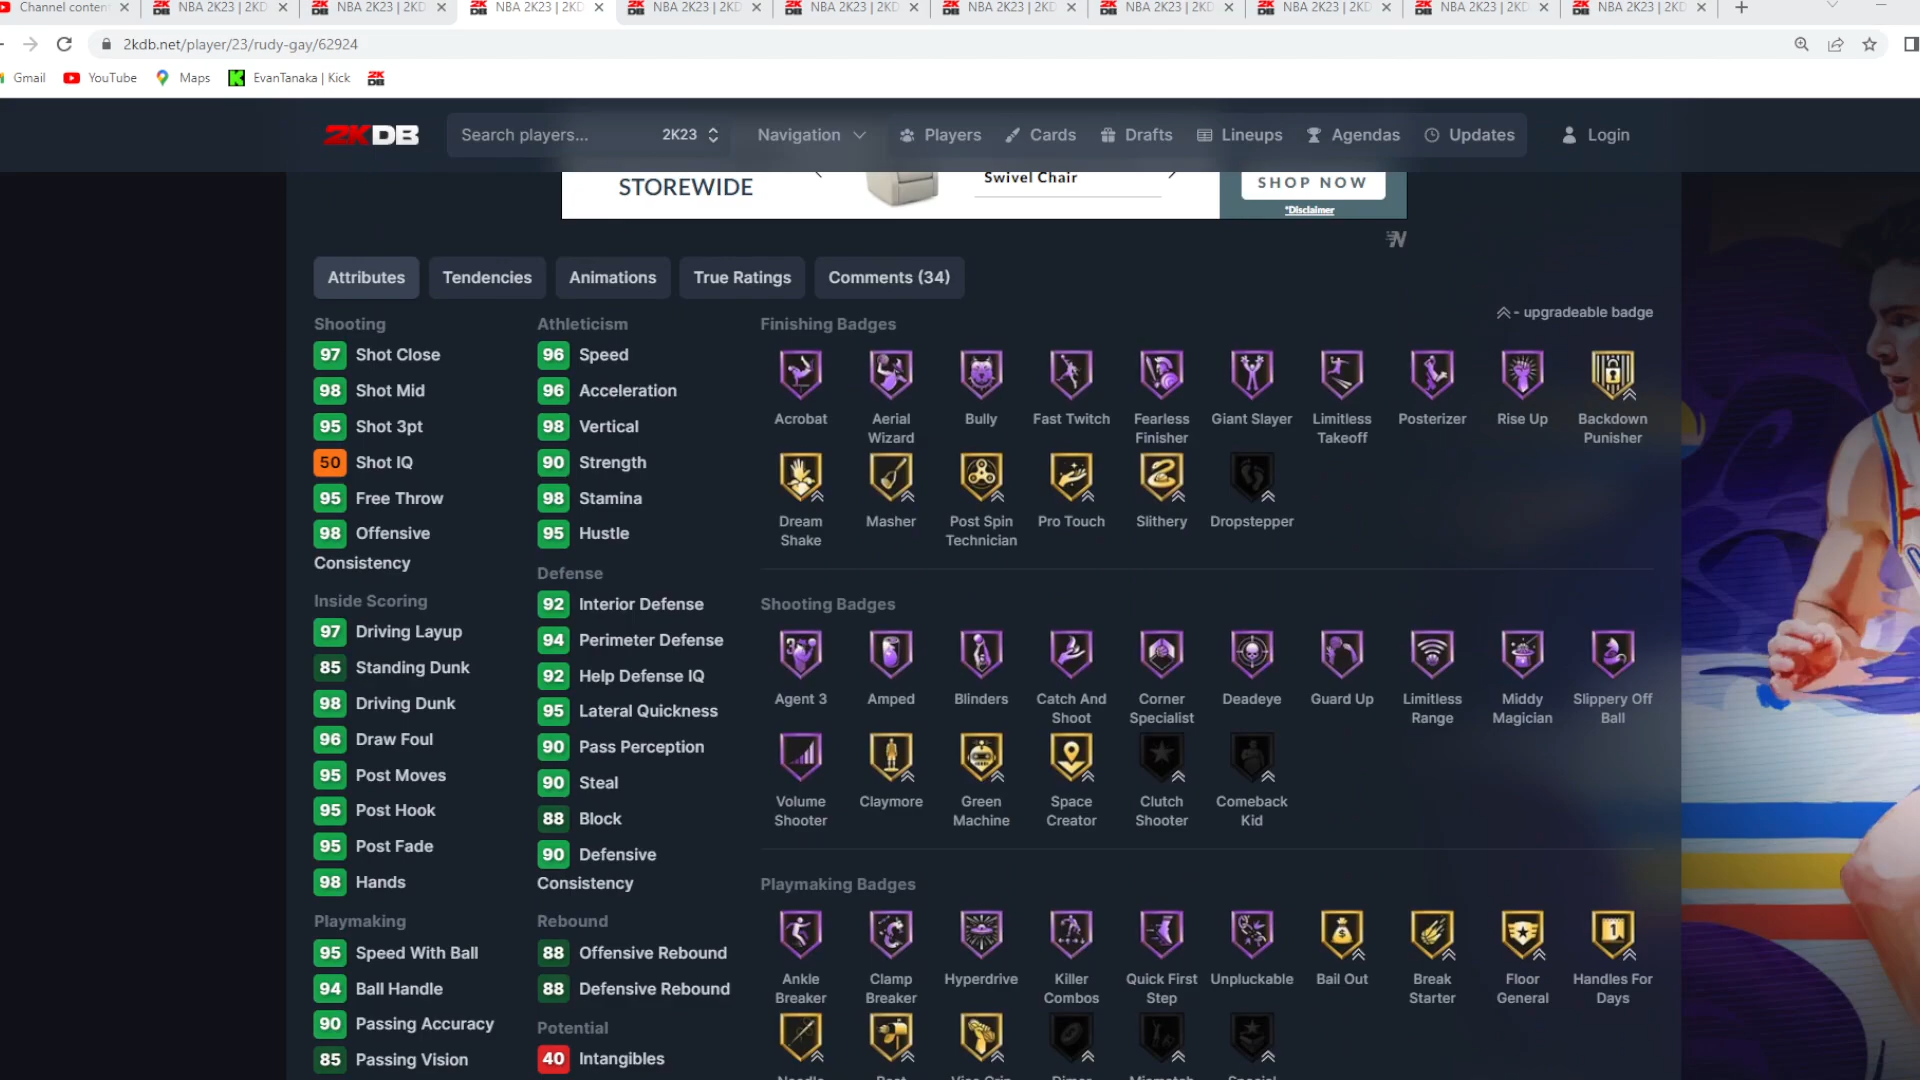 Channel conten
NBA 2K23 | 2KD
NBA 2K23 | 2KD
NBA 2K23 | 2KD
NBA 2K23 | 2KD
NBA 2K23 | 2KD
NBA 2K23 | 2KD
NBA 2K23 | 2KD
NBA 2K23 | 2KD
NBA 2K23 | 2KD
NBA 2K23 | 2KD
2kdb.net/player/23/rudy-gay/62924
Gmail YouTube Maps EvanTanaka | Kick 2K DB
2KDB Search players... 2K23 Navigation Players Cards Drafts Lineups Agendas Updates Login
STOREWIDE Swivel Chair SHOP NOW
*Disclaimer
Attributes Tendencies Animations True Ratings Comments (34)
- upgradeable badge
Shooting
97 Shot Close
98 Shot Mid
95 Shot 3pt
50 Shot IQ
95 Free Throw
98 Offensive
Consistency
Inside Scoring
97 Driving Layup
85 Standing Dunk
98 Driving Dunk
96 Draw Foul
95 Post Moves
95 Post Hook
95 Post Fade
98 Hands
Playmaking
95 Speed With Ball
94 Ball Handle
90 Passing Accuracy
85 Passing Vision
Athleticism
96 Speed
96 Acceleration
98 Vertical
90 Strength
98 Stamina
95 Hustle
Defense
92 Interior Defense
94 Perimeter Defense
92 Help Defense IQ
95 Lateral Quickness
90 Pass Perception
90 Steal
88 Block
90 Defensive
Consistency
Rebound
88 Offensive Rebound
88 Defensive Rebound
Potential
40 Intangibles
Finishing Badges
Acrobat
Aerial
Wizard
Bully
Fast Twitch
Fearless
Finisher
Giant Slayer
Limitless
Takeoff
Posterizer
Rise Up
Backdown
Punisher
Dream
Shake
Masher
Post Spin
Technician
Pro Touch
Slithery
Dropstepper
Shooting Badges
Agent 3
Amped
Blinders
Catch And
Shoot
Corner
Specialist
Deadeye
Guard Up
Limitless
Range
Middy
Magician
Slippery Off
Ball
Volume
Shooter
Claymore
Green
Machine
Space
Creator
Clutch
Shooter
Comeback
Kid
Playmaking Badges
Ankle
Breaker
Clamp
Breaker
Hyperdrive
Killer
Combos
Quick First
Step
Unpluckable
Bail Out
Break
Starter
Floor
General
Handles For
Days